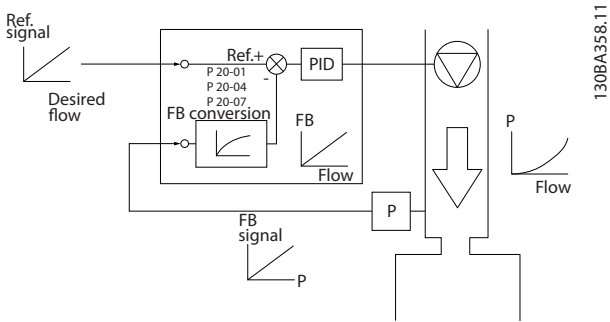 Ref.
signal
Desired
flow
Ref.+
-
P 20-01
P 20-04
P 20-07
FB conversion
PID
FB
Flow
P
FB
signal
P
P
Flow
130BA358.11